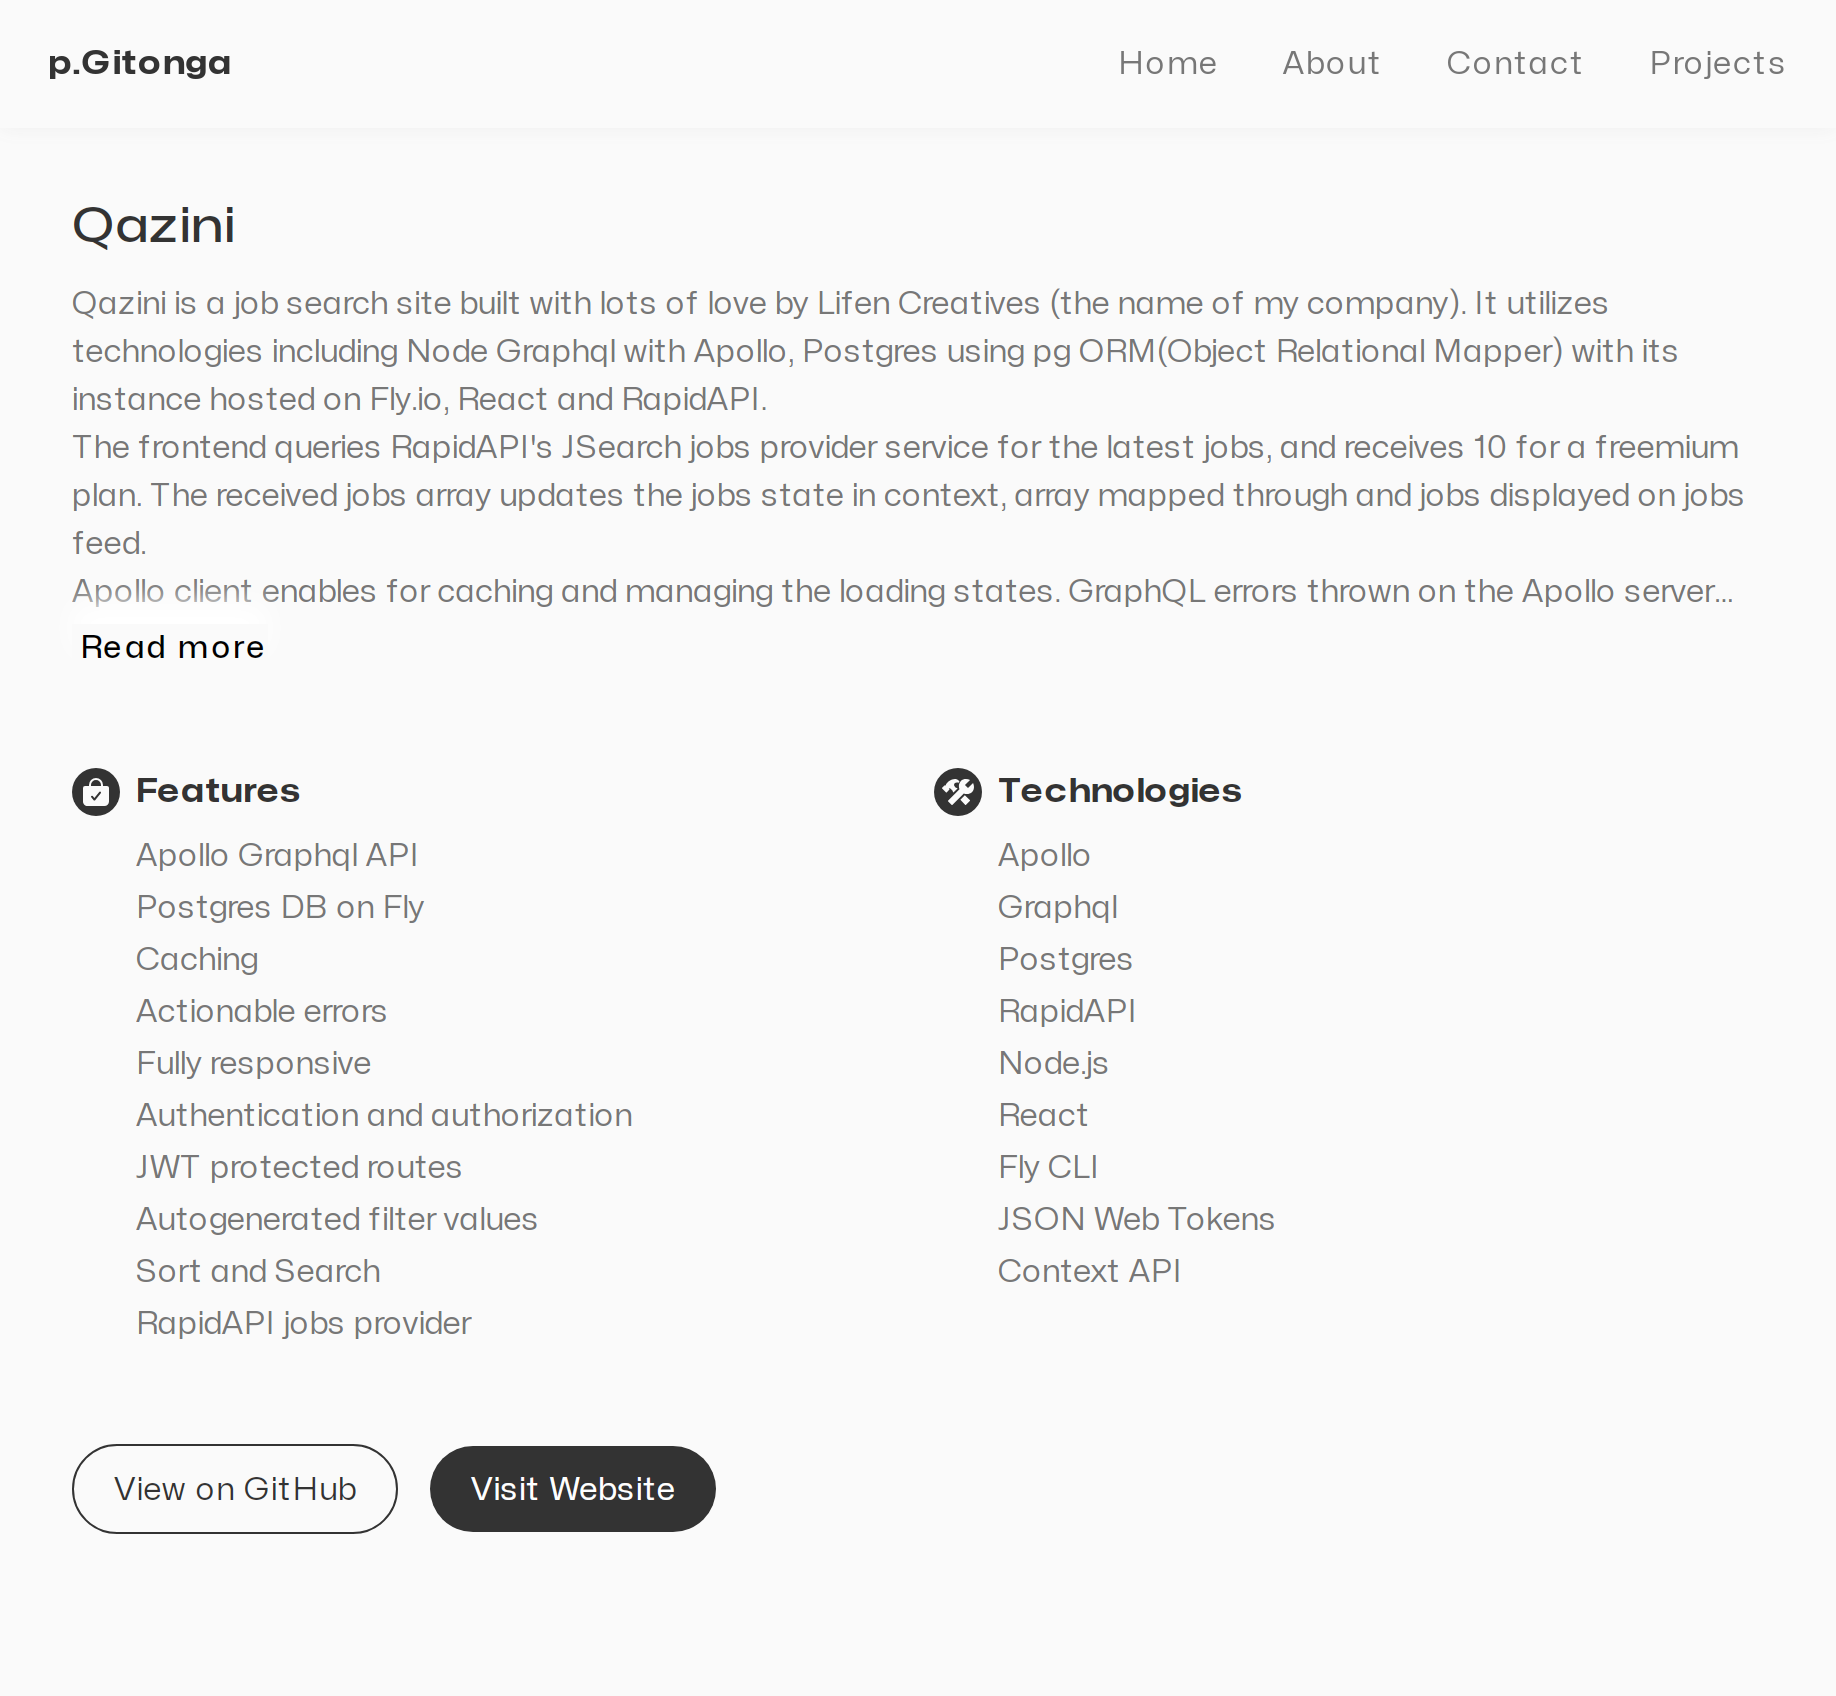 p.Gitonga
Home About Contact Projects
Qazini
Qazini is a job search site built with lots of love by Lifen Creatives (the name of my company). It utilizes
technologies including Node Graphql with Apollo, Postgres using pg ORM(Object Relational Mapper) with its
instance hosted on Fly.io, React and RapidAPI.
The frontend queries RapidAPI's JSearch jobs provider service for the latest jobs, and receives 10 for a freemium
plan. The received jobs array updates the jobs state in context, array mapped through and jobs displayed on jobs
feed.
Apollo client enables for caching and managing the loading states. GraphQL errors thrown on the Apollo server...
Read more
Features
Apollo Graphql API
Postgres DB on Fly
Caching
Actionable errors
Fully responsive
Authentication and authorization
JWT protected routes
Autogenerated filter values
Sort and Search
RapidAPI jobs provider
Technologies
Apollo
Graphql
Postgres
RapidAPI
Node.js
React
Fly CLI
JSON Web Tokens
Context API
View on GitHub
Visit Website